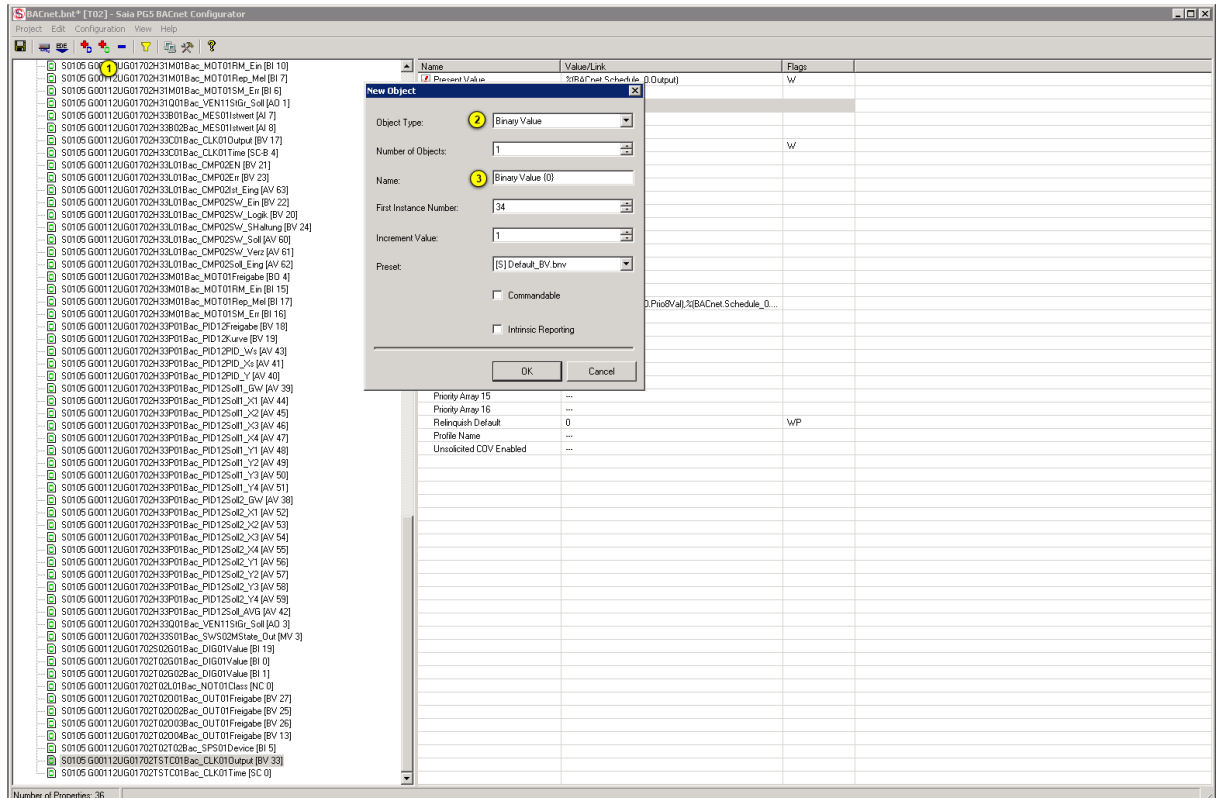 BACnet.bnt* [T02] - Saia PG5 BACnet Configurator
Project Edit Configuration View Help
1
S0105 G00112UG01702H31M01Bac_MOT01RM_Ein [BI 10]
S0105 G00112UG01702H31M01Bac_MOT01Rep_Mel [BI 7]
S0105 G00112UG01702H31M01Bac_MOT01SM_Err [BI 6]
S0105 G00112UG01702H31Q01Bac_VEN11StGr_Soll [AO 1]
S0105 G00112UG01702H33B01Bac_MES01Istwert [AI 7]
S0105 G00112UG01702H33B02Bac_MES01Istwert [AI 8]
S0105 G00112UG01702H33C01Bac_CLK01Output [BV 17]
S0105 G00112UG01702H33C01Bac_CLK01Time [SC-B 4]
S0105 G00112UG01702H33L01Bac_CMP02EN [BV 21]
S0105 G00112UG01702H33L01Bac_CMP02Err [BV 23]
S0105 G00112UG01702H33L01Bac_CMP02Ist_Eing [AV 63]
S0105 G00112UG01702H33L01Bac_CMP02SW_Ein [BV 22]
S0105 G00112UG01702H33L01Bac_CMP02SW_Logik [BV 20]
S0105 G00112UG01702H33L01Bac_CMP02SW_SHaltung [BV 24]
S0105 G00112UG01702H33L01Bac_CMP02SW_Soll [AV 60]
S0105 G00112UG01702H33L01Bac_CMP02SW_Verz [AV 61]
S0105 G00112UG01702H33L01Bac_CMP02Soll_Eing [AV 62]
S0105 G00112UG01702H33M01Bac_MOT01Freigabe [BO 4]
S0105 G00112UG01702H33M01Bac_MOT01RM_Ein [BI 15]
S0105 G00112UG01702H33M01Bac_MOT01Rep_Mel [BI 17]
S0105 G00112UG01702H33M01Bac_MOT01SM_Err [BI 16]
S0105 G00112UG01702H33P01Bac_PID12Freigabe [BV 18]
S0105 G00112UG01702H33P01Bac_PID12Kurve [BV 19]
S0105 G00112UG01702H33P01Bac_PID12PID_Ws [AV 43]
S0105 G00112UG01702H33P01Bac_PID12PID_Xs [AV 41]
S0105 G00112UG01702H33P01Bac_PID12PID_Y [AV 40]
S0105 G00112UG01702H33P01Bac_PID12Soll1_GW [AV 39]
S0105 G00112UG01702H33P01Bac_PID12Soll1_X1 [AV 44]
S0105 G00112UG01702H33P01Bac_PID12Soll1_X2 [AV 45]
S0105 G00112UG01702H33P01Bac_PID12Soll1_X3 [AV 46]
S0105 G00112UG01702H33P01Bac_PID12Soll1_X4 [AV 47]
S0105 G00112UG01702H33P01Bac_PID12Soll1_Y1 [AV 48]
S0105 G00112UG01702H33P01Bac_PID12Soll1_Y2 [AV 49]
S0105 G00112UG01702H33P01Bac_PID12Soll1_Y3 [AV 50]
S0105 G00112UG01702H33P01Bac_PID12Soll1_Y4 [AV 51]
S0105 G00112UG01702H33P01Bac_PID12Soll2_GW [AV 38]
S0105 G00112UG01702H33P01Bac_PID12Soll2_X1 [AV 52]
S0105 G00112UG01702H33P01Bac_PID12Soll2_X2 [AV 53]
S0105 G00112UG01702H33P01Bac_PID12Soll2_X3 [AV 54]
S0105 G00112UG01702H33P01Bac_PID12Soll2_X4 [AV 55]
S0105 G00112UG01702H33P01Bac_PID12Soll2_Y1 [AV 56]
S0105 G00112UG01702H33P01Bac_PID12Soll2_Y2 [AV 57]
S0105 G00112UG01702H33P01Bac_PID12Soll2_Y3 [AV 58]
S0105 G00112UG01702H33P01Bac_PID12Soll2_Y4 [AV 59]
S0105 G00112UG01702H33P01Bac_PID12Soll_AVG [AV 42]
S0105 G00112UG01702H33Q01Bac_VEN11StGr_Soll [AO 3]
S0105 G00112UG01702H33S01Bac_SWS02MState_Out [MV 3]
S0105 G00112UG01702S02G01Bac_DIG01Value [BI 19]
S0105 G00112UG01702T02G01Bac_DIG01Value [BI 0]
S0105 G00112UG01702T02G02Bac_DIG01Value [BI 1]
S0105 G00112UG01702T02L01Bac_NOT01Class [NC 0]
S0105 G00112UG01702T02O01Bac_OUT01Freigabe [BV 27]
S0105 G00112UG01702T02O02Bac_OUT01Freigabe [BV 25]
S0105 G00112UG01702T02O03Bac_OUT01Freigabe [BV 26]
S0105 G00112UG01702T02O04Bac_OUT01Freigabe [BV 13]
S0105 G00112UG01702T02T02Bac_SPS01Device [BI 5]
S0105 G00112UG01702TSTC01Bac_CLK01Output [BV 33]
S0105 G00112UG01702TSTC01Bac_CLK01Time [SC 0]
Name Value/Link Flags
Present Value %(BACnet.Schedule_0.Output) W
W
0.Prio8Val),%(BACnet.Schedule_0....
Priority Array 15 ---
Priority Array 16 ---
Relinquish Default 0 WP
Profile Name ---
Unsolicited COV Enabled ---
New Object
Object Type: 2 Binary Value
Number of Objects: 1
Name: 3 Binary Value {0}
First Instance Number: 34
Increment Value: 1
Preset: [S] Default_BV.bnv
Commandable
Intrinsic Reporting
OK Cancel
Number of Properties: 36